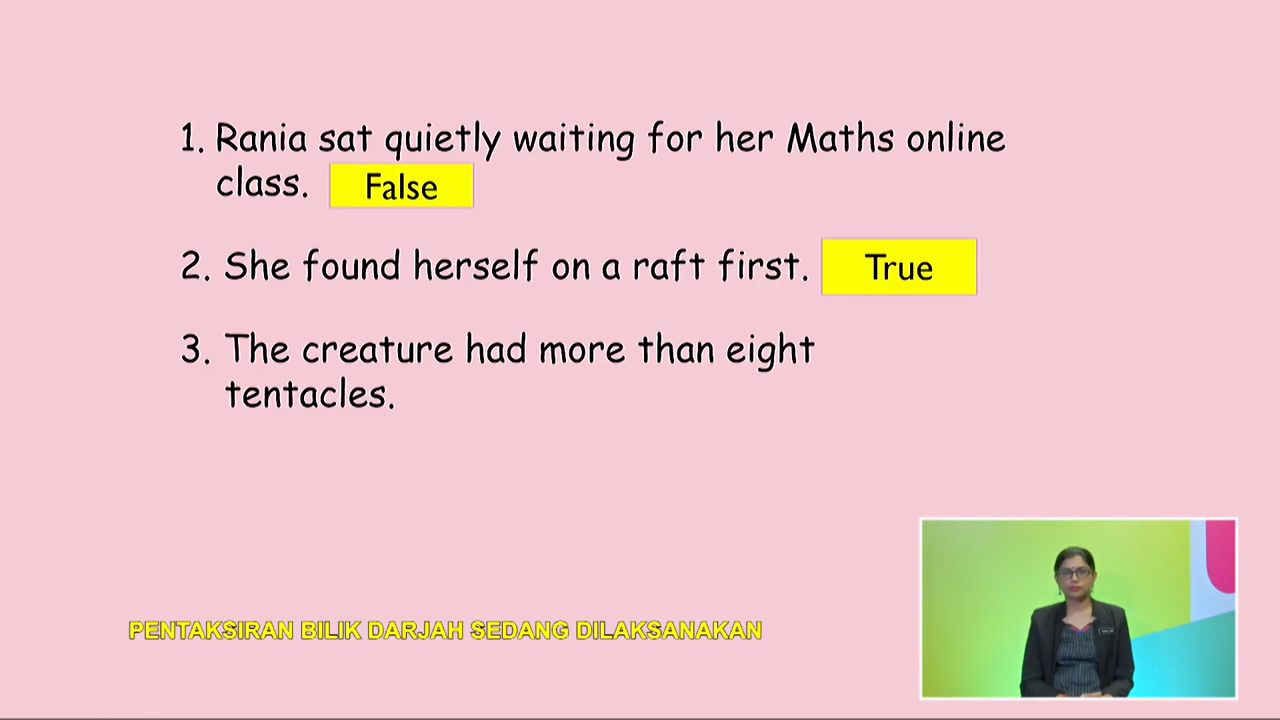 1. Rania sat quietly waiting for her Maths online
class. False
2. She found herself on a raft first. True
3. The creature had more than eight
tentacles.
PENTAKSIRAN BILIK DARJAH SEDANG DILAKSANAKAN